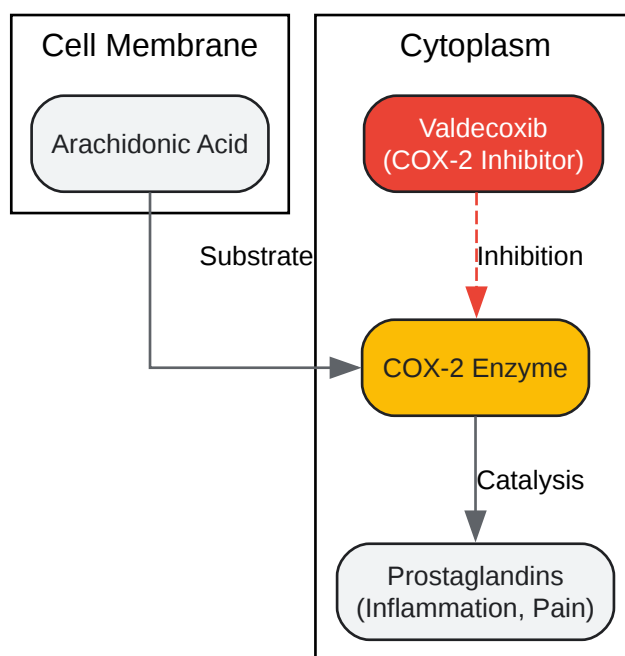 Cell Membrane
Arachidonic Acid
Substrate
Cytoplasm
Valdecoxib
(COX-2 Inhibitor)
Inhibition
COX-2 Enzyme
Catalysis
Prostaglandins
(Inflammation, Pain)